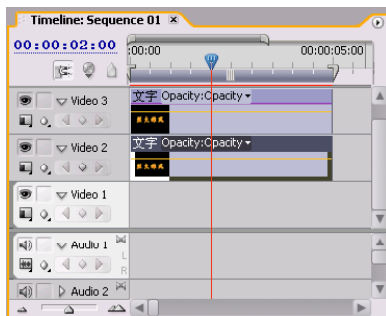 Timeline: Sequence 01
00:00:02:00
:00:00
00:00:05:00
Video 3
文字 Opacity:Opacity
Video 2
文字 Opacity:Opacity
Video 1
Audio 1
L
R
Audio 2